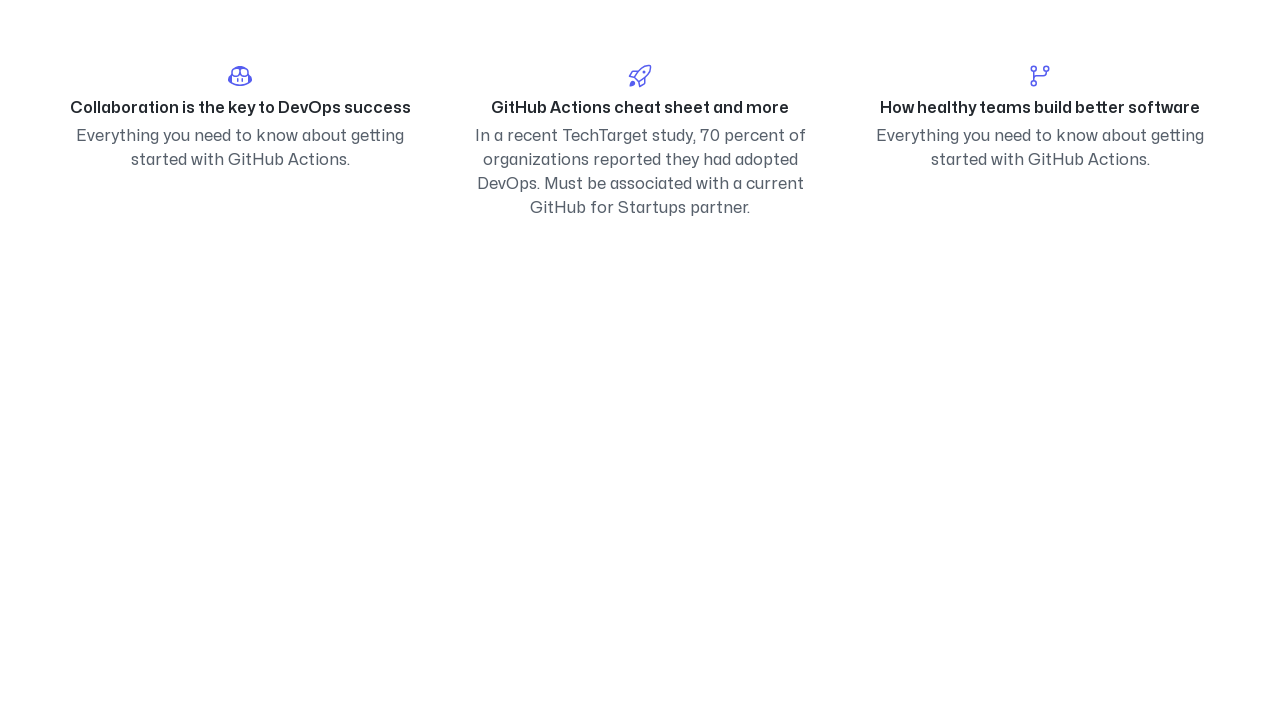 Collaboration is the key to DevOps success
Everything you need to know about getting
started with GitHub Actions.
GitHub Actions cheat sheet and more
In a recent TechTarget study, 70 percent of
organizations reported they had adopted
DevOps. Must be associated with a current
GitHub for Startups partner.
How healthy teams build better software
Everything you need to know about getting
started with GitHub Actions.